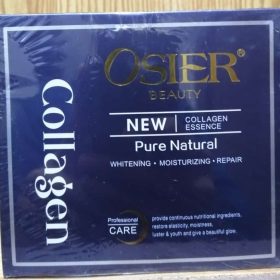 Collagen
OSIER®
BEAUTY
NEW
COLLAGEN
ESSENCE
Pure Natural
WHITENING · MOISTURIZING · REPAIR
Professional
CARE
provide continuous nutritional ingredients,
restore elasticity, moistness,
luster & youth and give a beautiful glow.